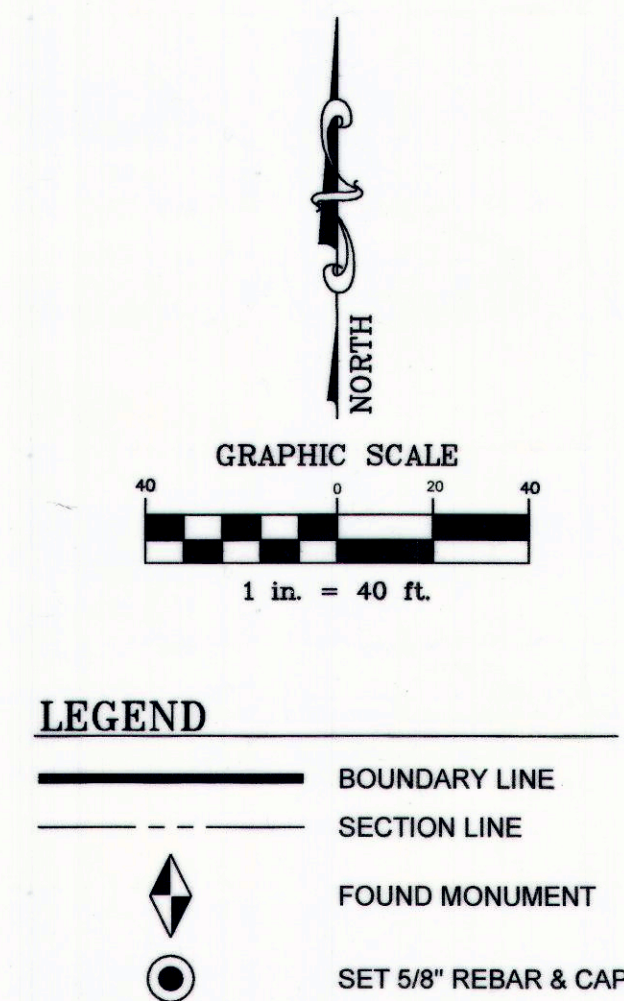 NORTH
GRAPHIC SCALE
40 0 20 40
1 in. = 40 ft.
LEGEND
BOUNDARY LINE
SECTION LINE
FOUND MONUMENT
SET 5/8" REBAR & CAP